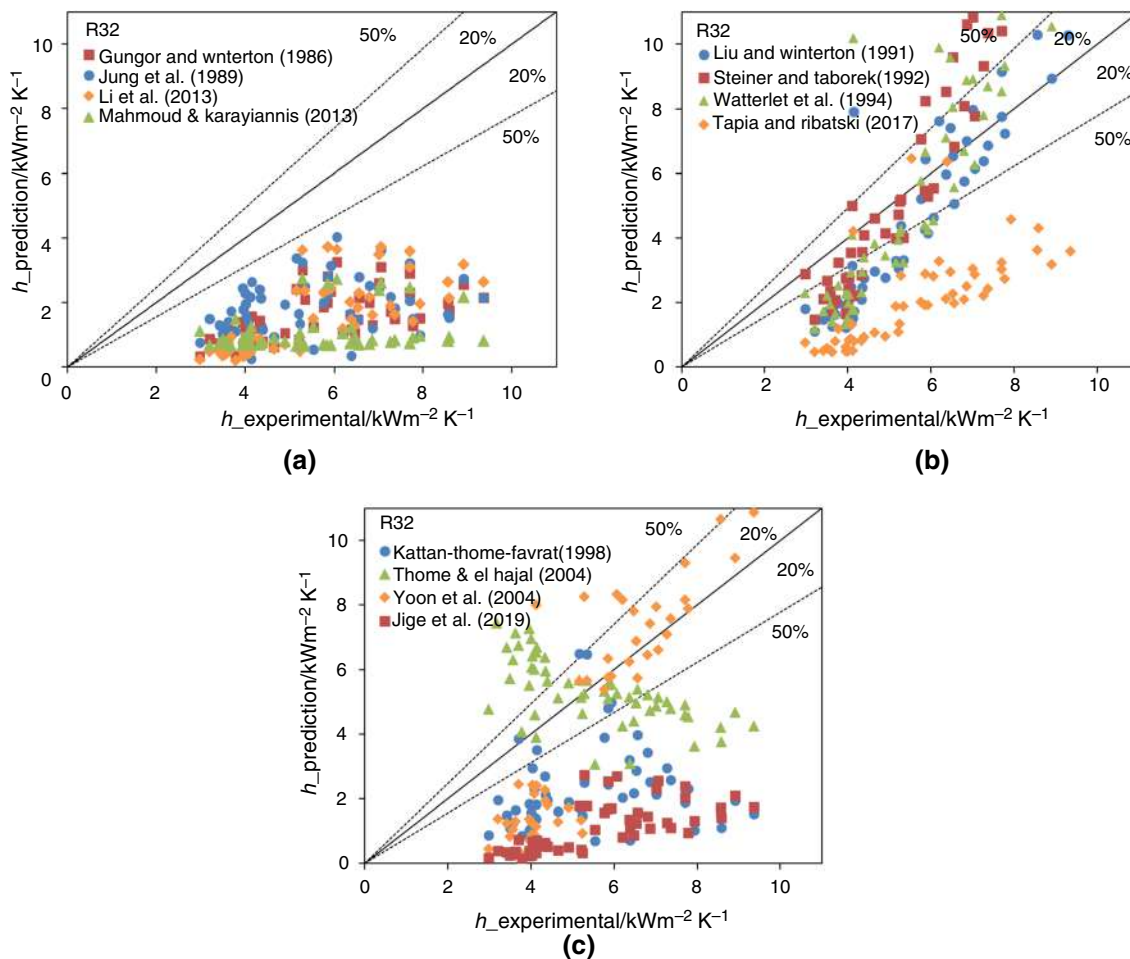 R32
Gungor and wnterton (1986)
Jung et al. (1989)
Li et al. (2013)
Mahmoud & karayiannis (2013)
50%
20%
20%
50%
10
8
6
4
2
0
0
2
4
6
8
10
h_prediction/kWm–2 K–1
h_experimental/kWm–2 K–1
(a)
R32
Liu and winterton (1991)
Steiner and taborek(1992)
Watterlet et al. (1994)
Tapia and ribatski (2017)
50%
20%
20%
50%
10
8
6
4
2
0
0
2
4
6
8
10
h_prediction/kWm–2 K–1
h_experimental/kWm–2 K–1
(b)
R32
Kattan-thome-favrat(1998)
Thome & el hajal (2004)
Yoon et al. (2004)
Jige et al. (2019)
50%
20%
20%
50%
10
8
6
4
2
0
0
2
4
6
8
10
h_prediction/kWm–2 K–1
h_experimental/kWm–2 K–1
(c)